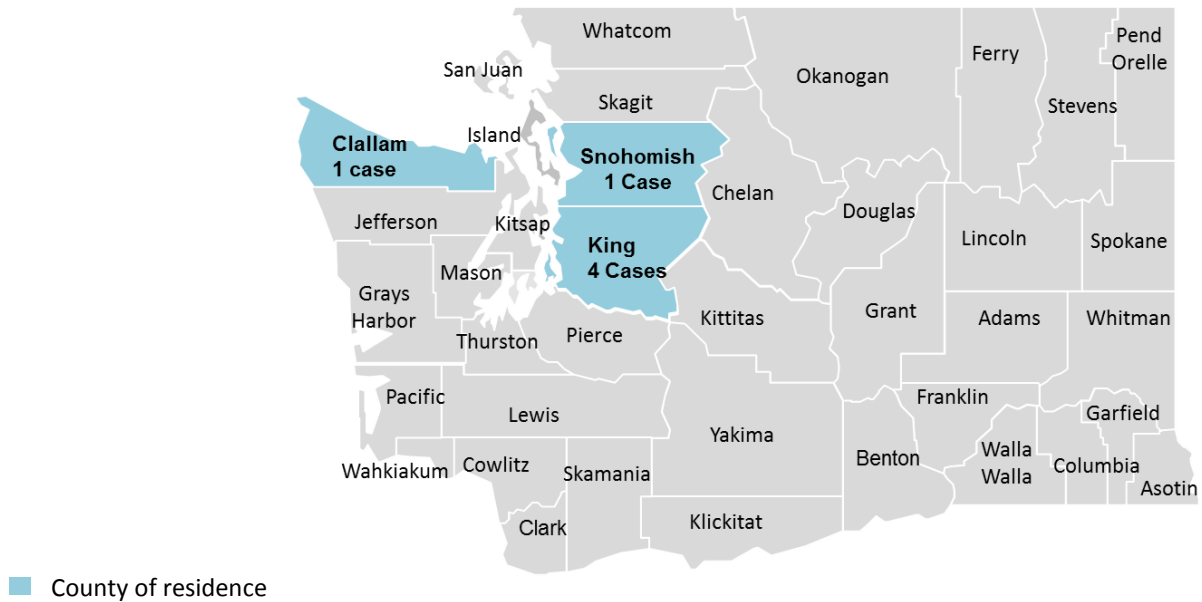 Whatcom
Pend
Orelle
Ferry
Okanogan
San Juan
Skagit
Stevens
Island
Clallam
1 case
Snohomish
1 Case
Chelan
Douglas
Jefferson
Kitsap
Lincoln
Spokane
King
4 Cases
Mason
Grays
Harbor
Kittitas
Grant
Adams
Whitman
Thurston
Pierce
Pacific
Franklin
Lewis
Garfield
Yakima
Benton
Walla
Walla
Columbia
Wahkiakum
Cowlitz
Skamania
Asotin
Clark
Klickitat
County of residence